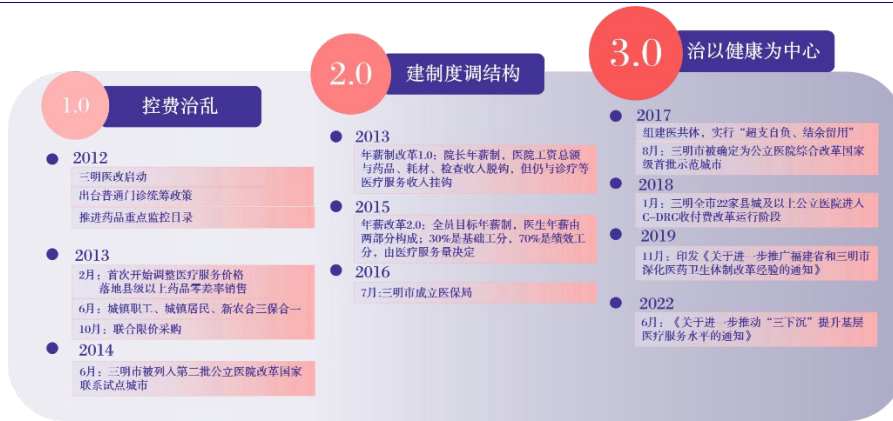 1.0
控费治乱
2012
三明医改启动
出台普通门诊统筹政策
推进药品重点监控目录
2013
2月：首次开始调整医疗服务价格
落地县级以上药品零差率销售
6月：城镇职工、城镇居民、新农合三保合一
10月：联合限价采购
2014
6月：三明市被列入第二批公立医院改革国家
联系试点城市
2.0
建制度调结构
2013
年薪制改革1.0：院长年薪制，医院工资总额
与药品、耗材、检查收入脱钩，但仍与诊疗等
医疗服务收入挂钩
2015
年薪改革2.0：全员目标年薪制，医生年薪由
两部分构成；30%是基础工分，70%是绩效工
分，由医疗服务量决定
2016
7月:三明市成立医保局
3.0
治以健康为中心
2017
组建医共体，实行“超支自负、结余留用”
8月：三明市被确定为公立医院综合改革国家
级首批示范城市
2018
1月：三明全市22家县城及以上公立医院进入
C-DRG收付费改革运行阶段
2019
11月：印发《关于进一步推广福建省和三明市
深化医药卫生体制改革经验的通知》
2022
6月：《关于进一步推动“三下沉”提升基层
医疗服务水平的通知》